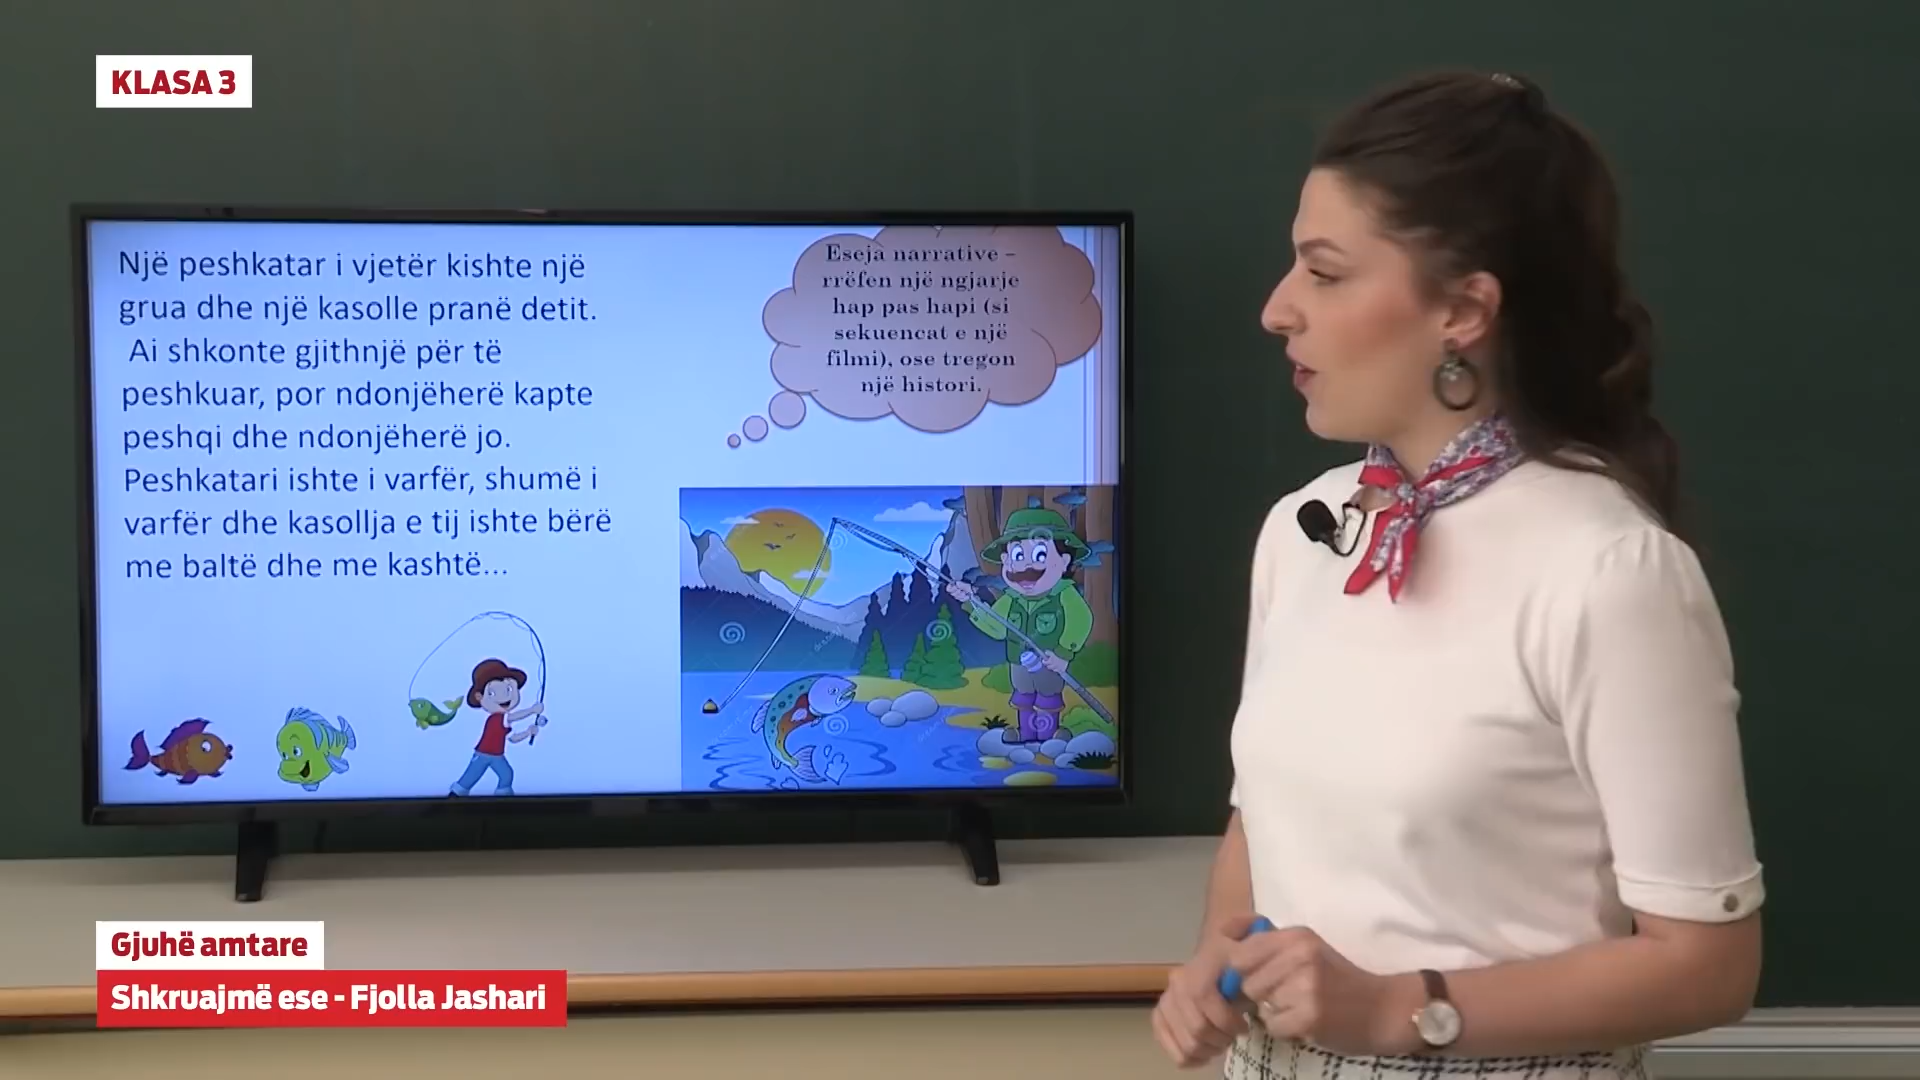 KLASA 3
Një peshkatar i vjetër kishte një
grua dhe një kasolle pranë detit.
Ai shkonte gjithnjë për të
peshkuar, por ndonjëherë kapte
peshqi dhe ndonjëherë jo.
Peshkatari ishte i varfër, shumë i
varfër dhe kasollja e tij ishte bërë
me baltë dhe me kashtë...
Eseja narrative –
rrëfen një ngjarje
hap pas hapi (si
sekuencat e një
filmi), ose tregon
një histori.
Gjuhë amtare
Shkruajmë ese - Fjolla Jashari